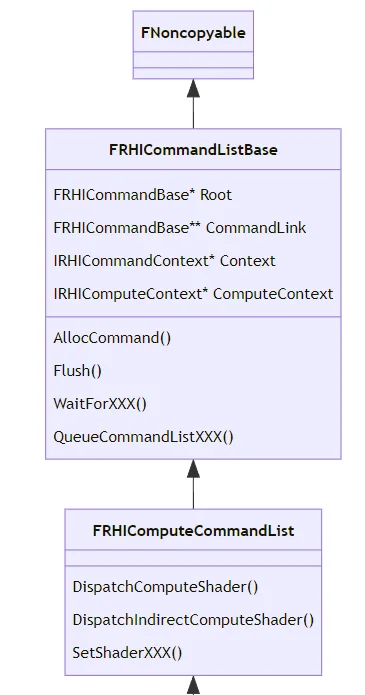 FNoncopyable
FRHICommandListBase
FRHICommandBase* Root
FRHICommandBase** CommandLink
IRHICommandContext* Context
IRHIComputeContext* ComputeContext
AllocCommand()
Flush()
WaitForXXX()
QueueCommandListXXX()
FRHIComputeCommandList
DispatchComputeShader()
DispatchIndirectComputeShader()
SetShaderXXX()